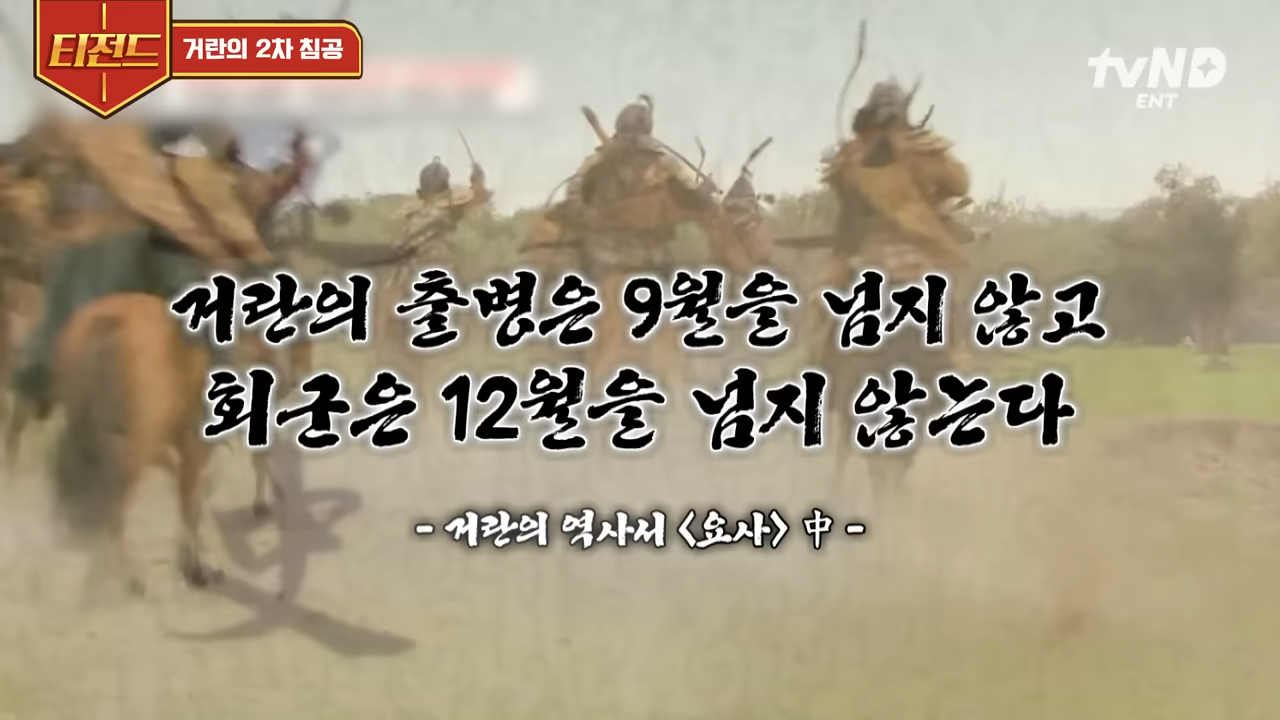 티전드
거란의 2차 침공
tvND
ENT
거란의 출병은 9월을 넘지 않고
회군은 12월을 넘지 않는다
- 거란의 역사서 <요사> 中 -